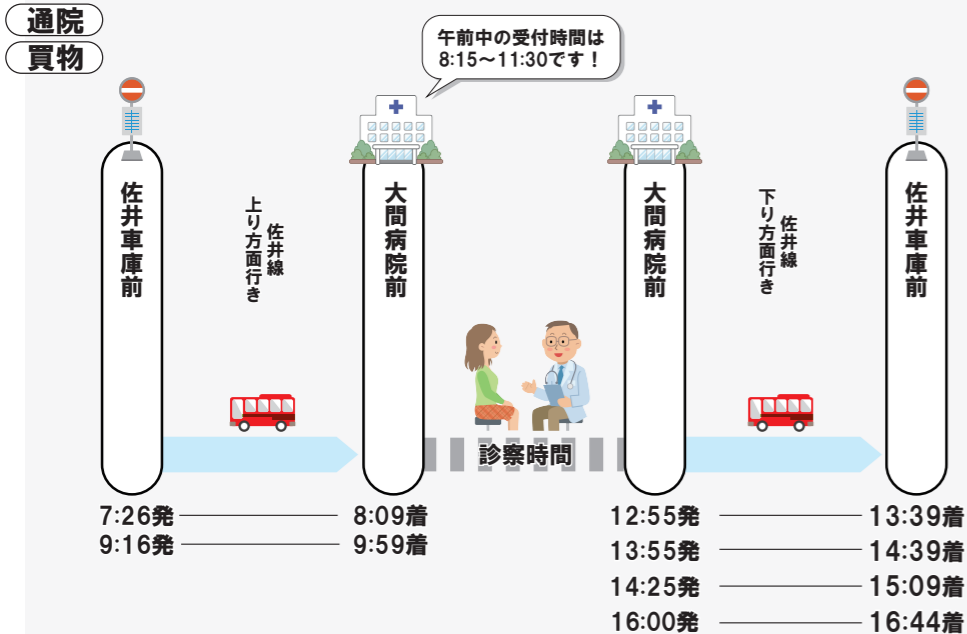 通院
買物
午前中の受付時間は
8:15〜11:30です！
佐井車庫前
佐井線
上り方面行き
大間病院前
診察時間
大間病院前
佐井線
下り方面行き
佐井車庫前
7:26発 8:09着
9:16発 9:59着
12:55発 13:39着
13:55発 14:39着
14:25発 15:09着
16:00発 16:44着